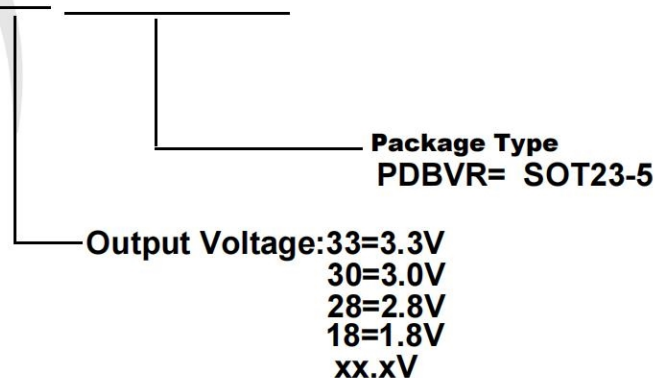 Package Type
PDBVR= SOT23-5
Output Voltage:33=3.3V
30=3.0V
28=2.8V
18=1.8V
xx.xV